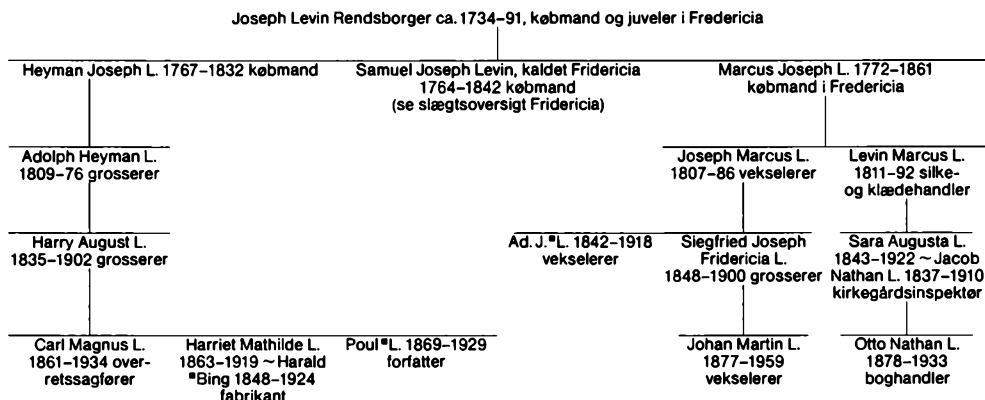 Joseph Levin Rendsborger ca. 1734–91, købmand og juveler i Fredericia
Heyman Joseph L. 1767–1832 købmand
Samuel Joseph Levin, kaldet Fridericia
1764–1842 købmand
(se slægtsoversigt Fridericia)
Marcus Joseph L. 1772–1861
købmand i Fredericia
Adolph Heyman L.
1809–76 grosserer
Joseph Marcus L.
1807–86 vekselerer
Levin Marcus L.
1811–92 silke-
og klædehandler
Harry August L.
1835–1902 grosserer
Ad. J. *L. 1842–1918
vekselerer
Siegfried Joseph
Fridericia L.
1848–1900 grosserer
Sara Augusta L.
1843–1922 ~ Jacob
Nathan L. 1837–1910
kirkegårdsinspektør
Carl Magnus L.
1861–1934 over-
retssagfører
Harriet Mathilde L.
1863–1919 ~ Harald
*Bing 1848–1924
fabrikant
Poul *L. 1869–1929
forfatter
Johan Martin L.
1877–1959
vekselerer
Otto Nathan L.
1878–1933
boghandler